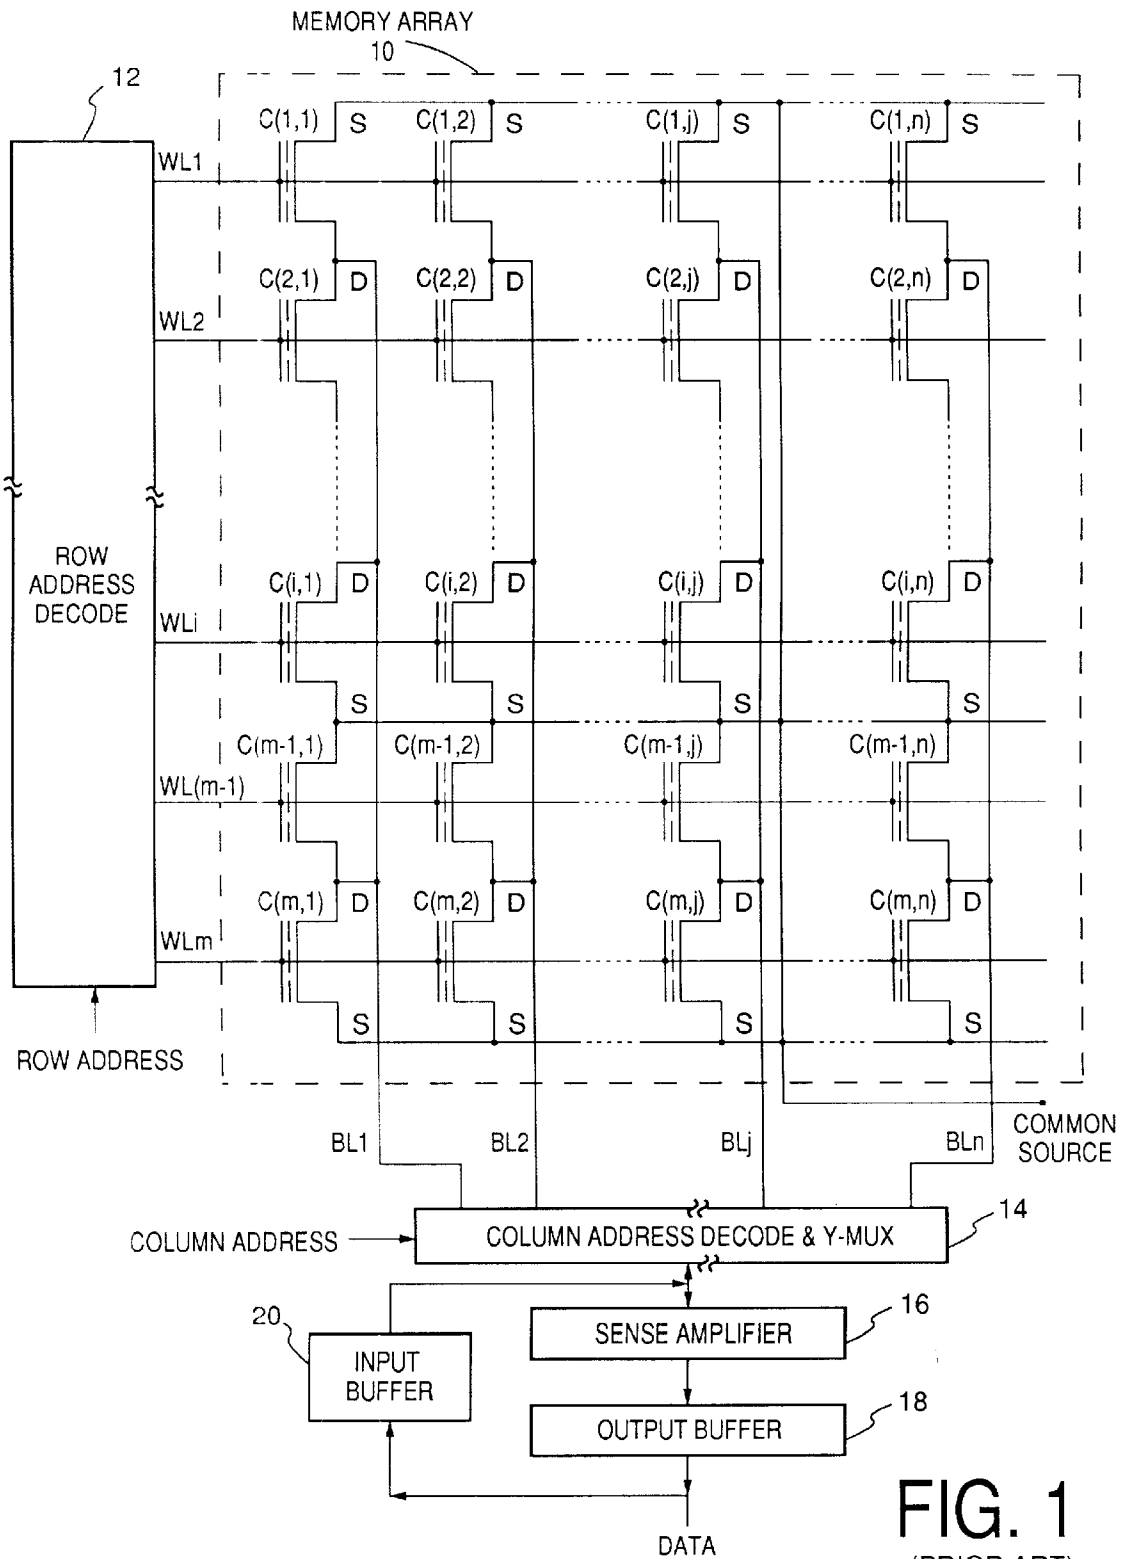 MEMORY ARRAY
10
12
C(1,1) S C(1,2) S C(1,j) S C(1,n) S
WL1
C(2,1) D C(2,2) D C(2,j) D C(2,n) D
WL2
ROW
ADDRESS
DECODE
C(i,1) D C(i,2) D C(i,j) D C(i,n) D
WLi
S S S S
C(m-1,1) C(m-1,2) C(m-1,j) C(m-1,n)
WL(m-1)
C(m,1) D C(m,2) D C(m,j) D C(m,n) D
WLm
S S S S
ROW ADDRESS
COMMON
SOURCE
BL1 BL2 BLj BLn
14
COLUMN ADDRESS
COLUMN ADDRESS DECODE & Y-MUX
16
SENSE AMPLIFIER
20
INPUT
BUFFER
18
OUTPUT BUFFER
DATA
FIG. 1
(PRIOR ART)